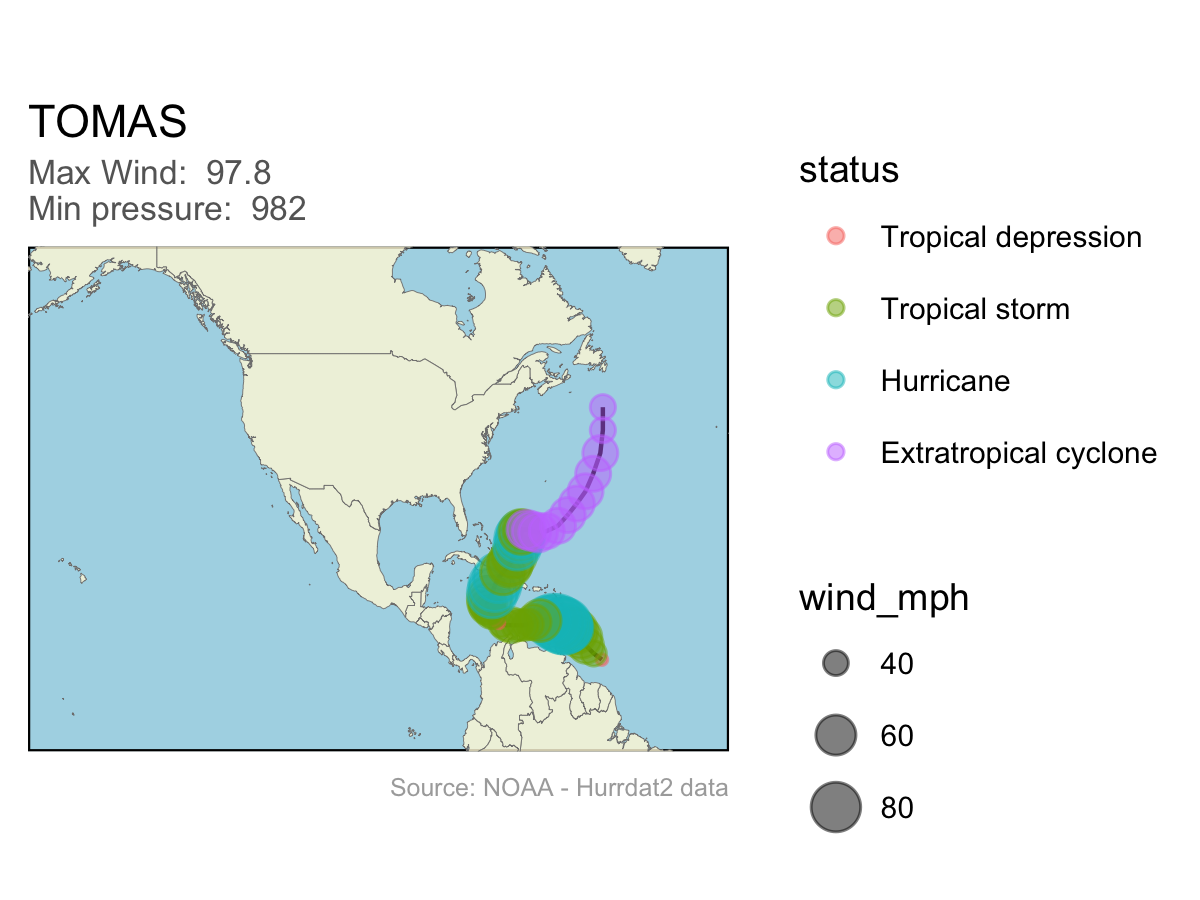 TOMAS
Max Wind:  97.8
Min pressure:  982
status
Tropical depression
Tropical storm
Hurricane
Extratropical cyclone
wind_mph
40
60
80
Source: NOAA - Hurrdat2 data